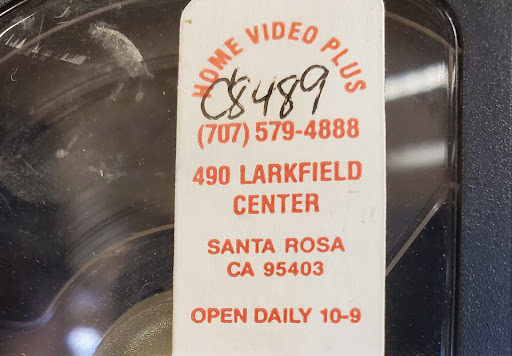 HOME VIDEO PLUS
C8489
(707) 579-4888
490 LARKFIELD
CENTER
SANTA ROSA
CA 95403
OPEN DAILY 10-9